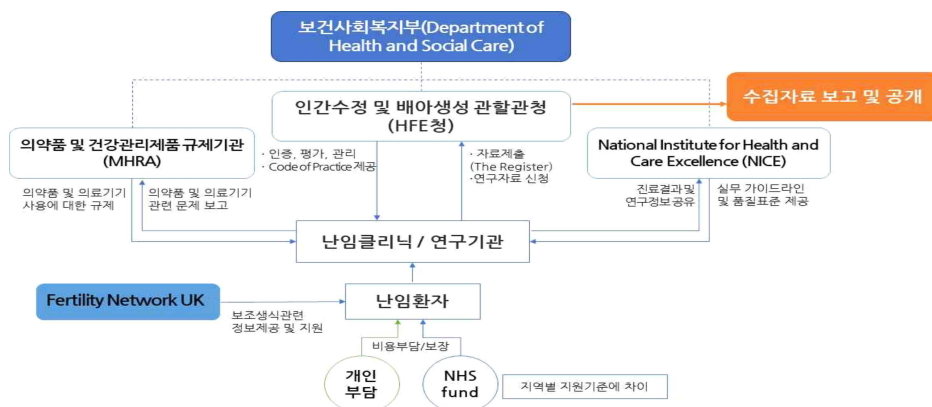 보건사회복지부(Department of
Health and Social Care)
수집자료 보고 및 공개
인간수정 및 배아생성 관할관청
(HFE청)
의약품 및 건강관리제품 규제기관
(MHRA)
National Institute for Health and
Care Excellence (NICE)
· 인증, 평가, 관리
· Code of Practice 제공
· 자료제출
(The Register)
· 연구자료 신청
의약품 및 의료기기
사용에 대한 규제
의약품 및 의료기기
관련 문제 보고
진료결과 및
연구정보 공유
실무 가이드라인
및 품질표준 제공
난임클리닉 / 연구기관
Fertility Network UK
난임환자
보조생식관련
정보제공 및 지원
비용부담/보장
개인
부담
NHS
fund
지역별 지원기준에 차이